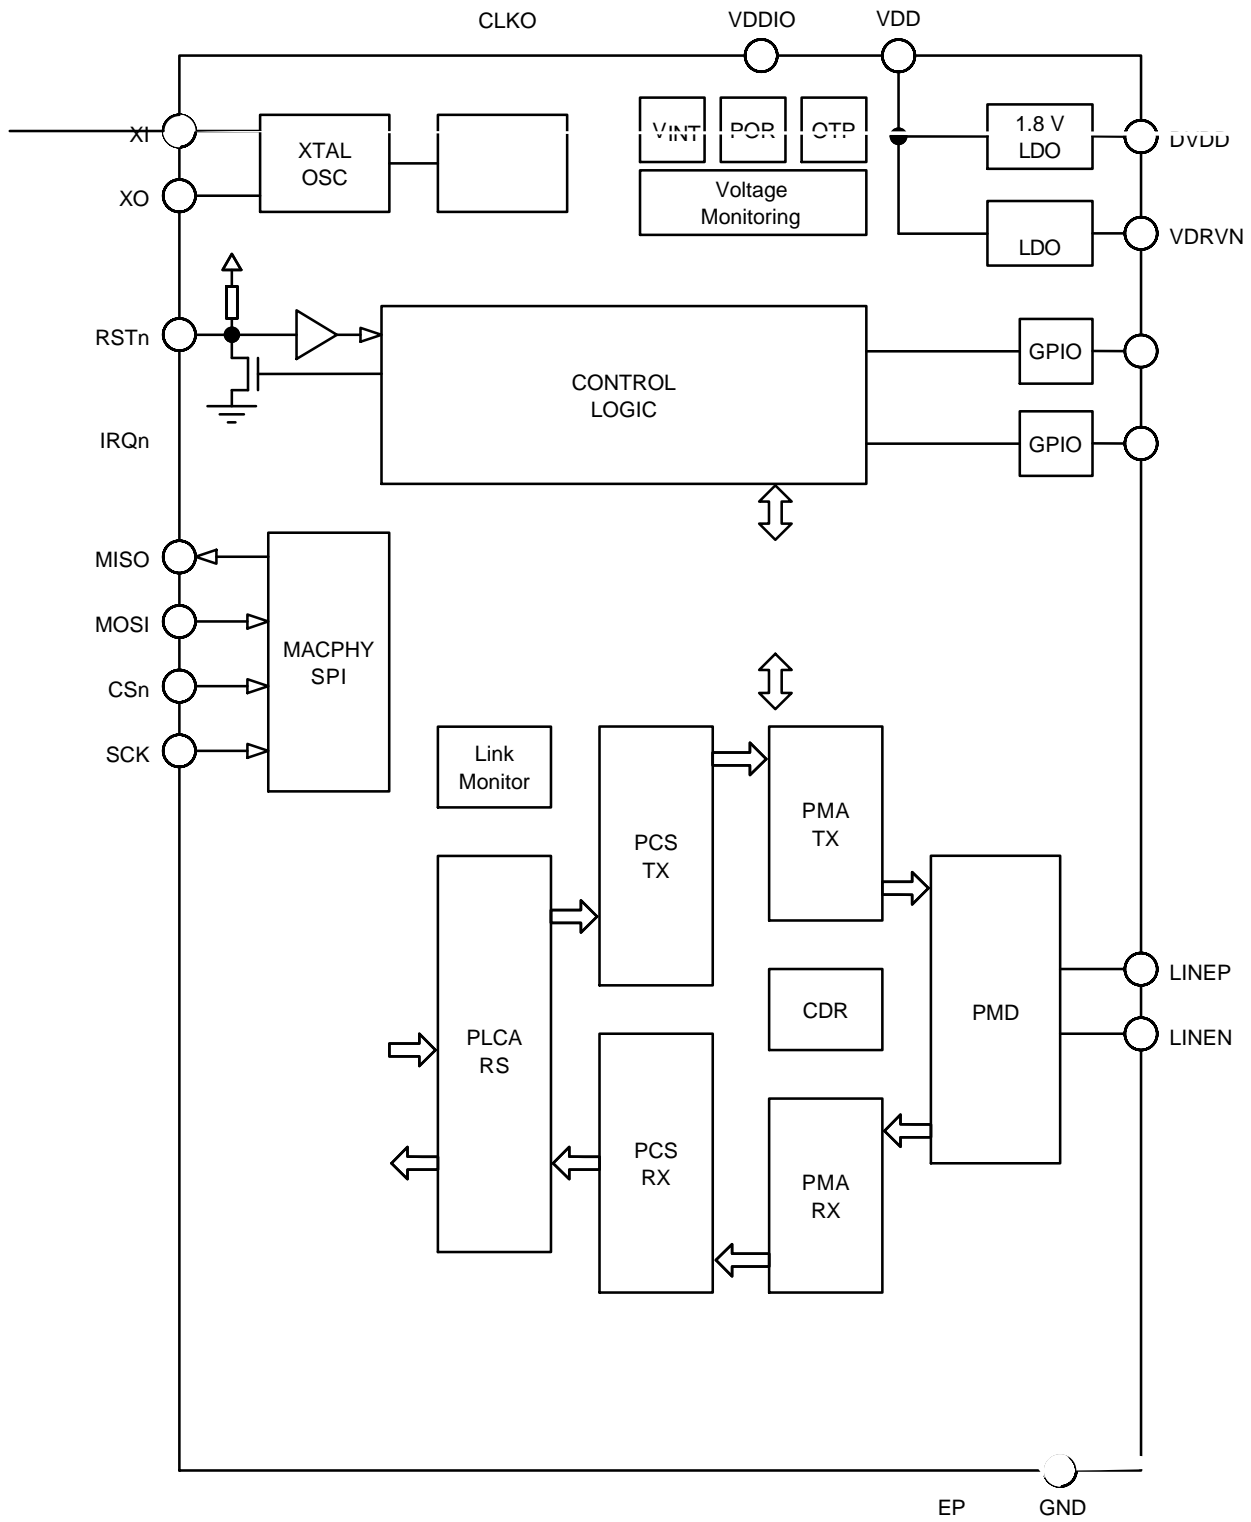 CLKO
VDDIO
VDD
XI
XTAL
OSC
XO
VINT
POR
OTP
Voltage
Monitoring
1.8 V
LDO
DVDD
LDO
VDRVN
RSTn
CONTROL
LOGIC
GPIO
GPIO
IRQn
MISO
MOSI
CSn
SCK
MACPHY
SPI
Link
Monitor
PCS
TX
PMA
TX
PLCA
RS
CDR
PMD
LINEP
LINEN
PCS
RX
PMA
RX
EP
GND